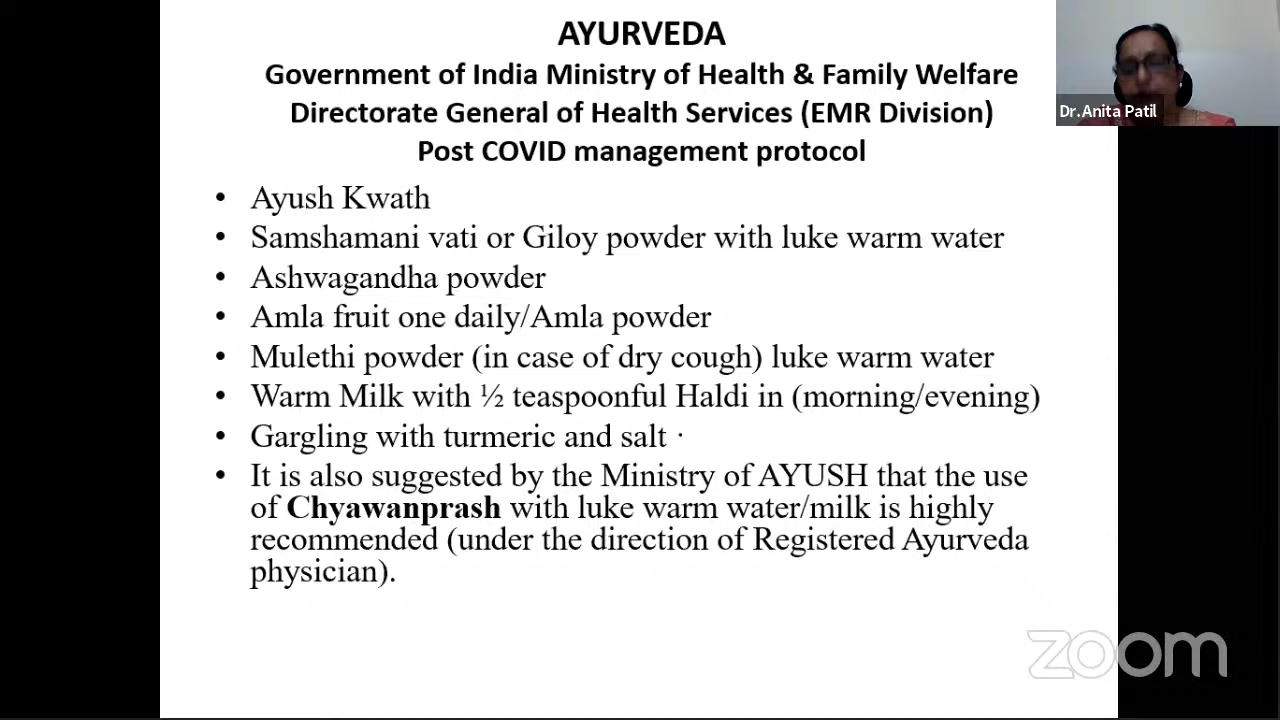 AYURVEDA
Government of India Ministry of Health & Family Welfare
Directorate General of Health Services (EMR Division)
Post COVID management protocol
• Ayush Kwath
• Samshamani vati or Giloy powder with luke warm water
• Ashwagandha powder
• Amla fruit one daily/Amla powder
• Mulethi powder (in case of dry cough) luke warm water
• Warm Milk with ½ teaspoonful Haldi in (morning/evening)
• Gargling with turmeric and salt ·
• It is also suggested by the Ministry of AYUSH that the use
of Chyawanprash with luke warm water/milk is highly
recommended (under the direction of Registered Ayurveda
physician).
Dr.Anita Patil
zoom